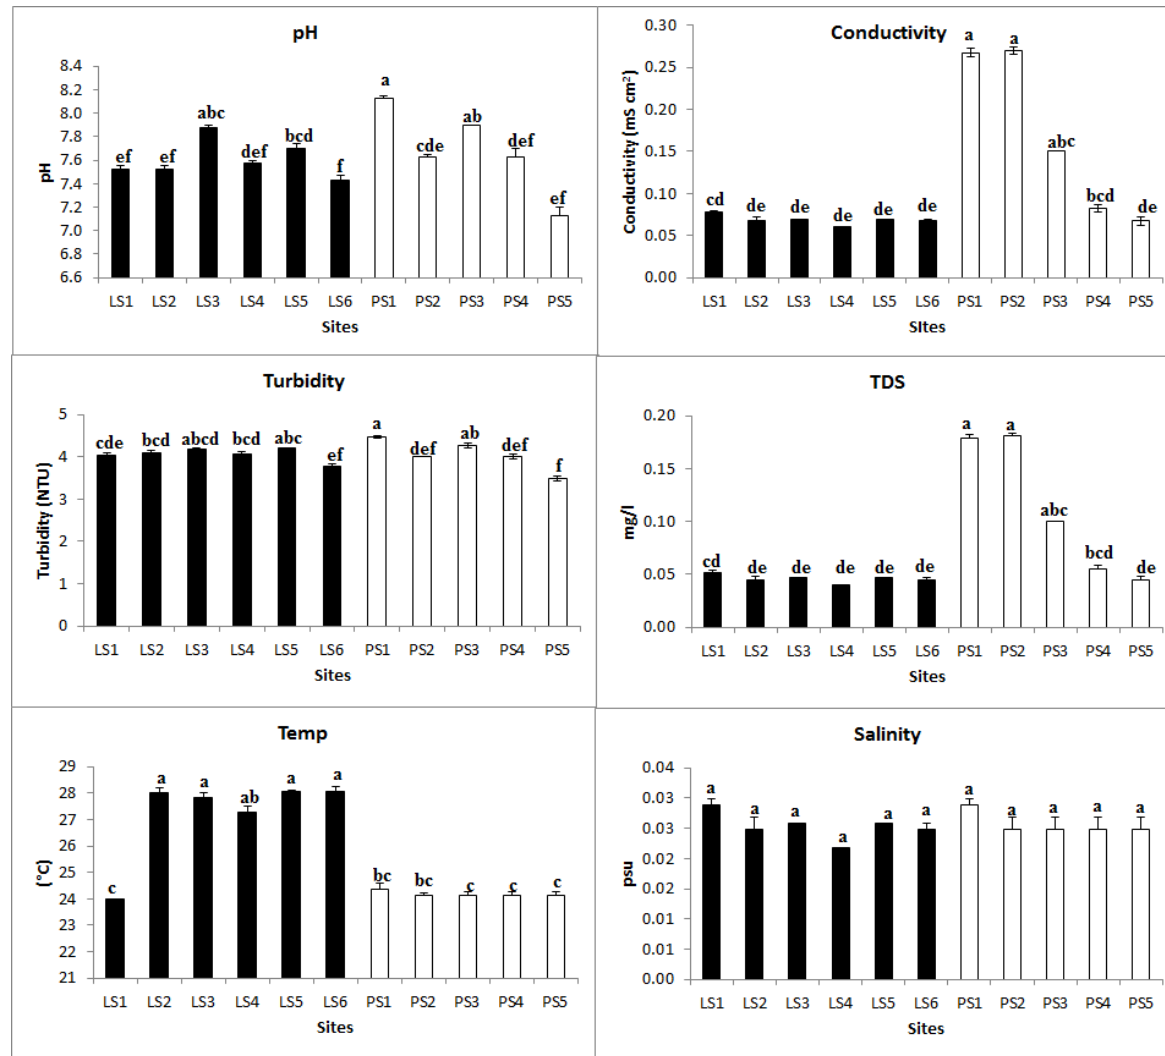 pH
8.4
8.2
8.0
7.8
7.6
7.4
7.2
7.0
6.8
6.6
pH
ef ef abc def bcd f a cde ab def ef
LS1 LS2 LS3 LS4 LS5 LS6 PS1 PS2 PS3 PS4 PS5
Sites
Conductivity
0.30
0.25
0.20
0.15
0.10
0.05
0.00
Conductivity (mS cm²)
cd de de de de de a a abc bcd de
LS1 LS2 LS3 LS4 LS5 LS6 PS1 PS2 PS3 PS4 PS5
SItes
Turbidity
5
4
3
2
1
0
Turbidity (NTU)
cde bcd abcd bcd abc ef a def ab def f
LS1 LS2 LS3 LS4 LS5 LS6 PS1 PS2 PS3 PS4 PS5
Sites
TDS
0.20
0.15
0.10
0.05
0.00
mg/l
cd de de de de de a a abc bcd de
LS1 LS2 LS3 LS4 LS5 LS6 PS1 PS2 PS3 PS4 PS5
Sites
Temp
29
28
27
26
25
24
23
22
21
(°C)
c a a ab a a bc bc c c c
LS1 LS2 LS3 LS4 LS5 LS6 PS1 PS2 PS3 PS4 PS5
Sites
Salinity
0.04
0.03
0.03
0.02
0.02
0.01
0.01
0.00
psu
a a a a a a a a a a a
LS1 LS2 LS3 LS4 LS5 LS6 PS1 PS2 PS3 PS4 PS5
Sites